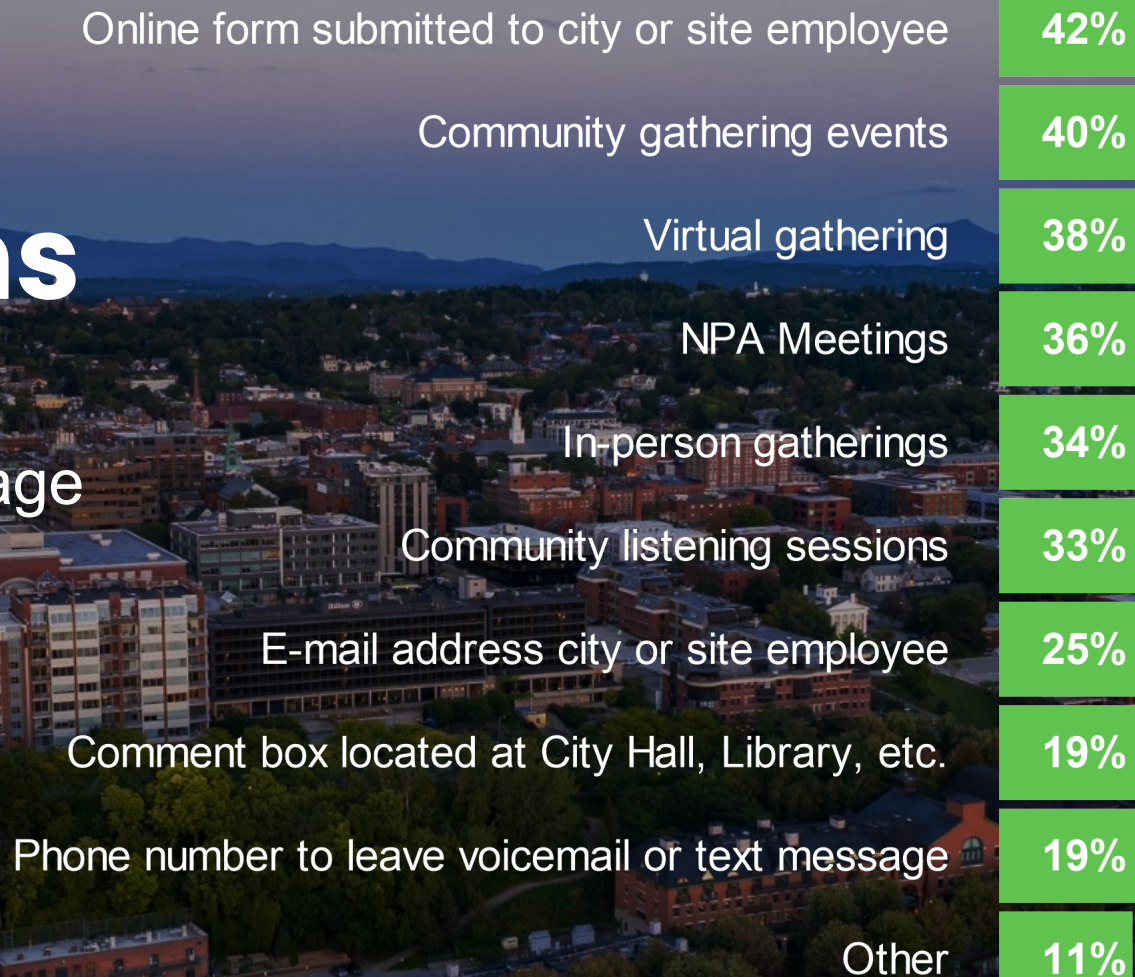 Online form submitted to city or site employee 42%
Community gathering events 40%
Virtual gathering 38%
NPA Meetings 36%
In-person gatherings 34%
Community listening sessions 33%
E-mail address city or site employee 25%
Comment box located at City Hall, Library, etc. 19%
Phone number to leave voicemail or text message 19%
Other 11%